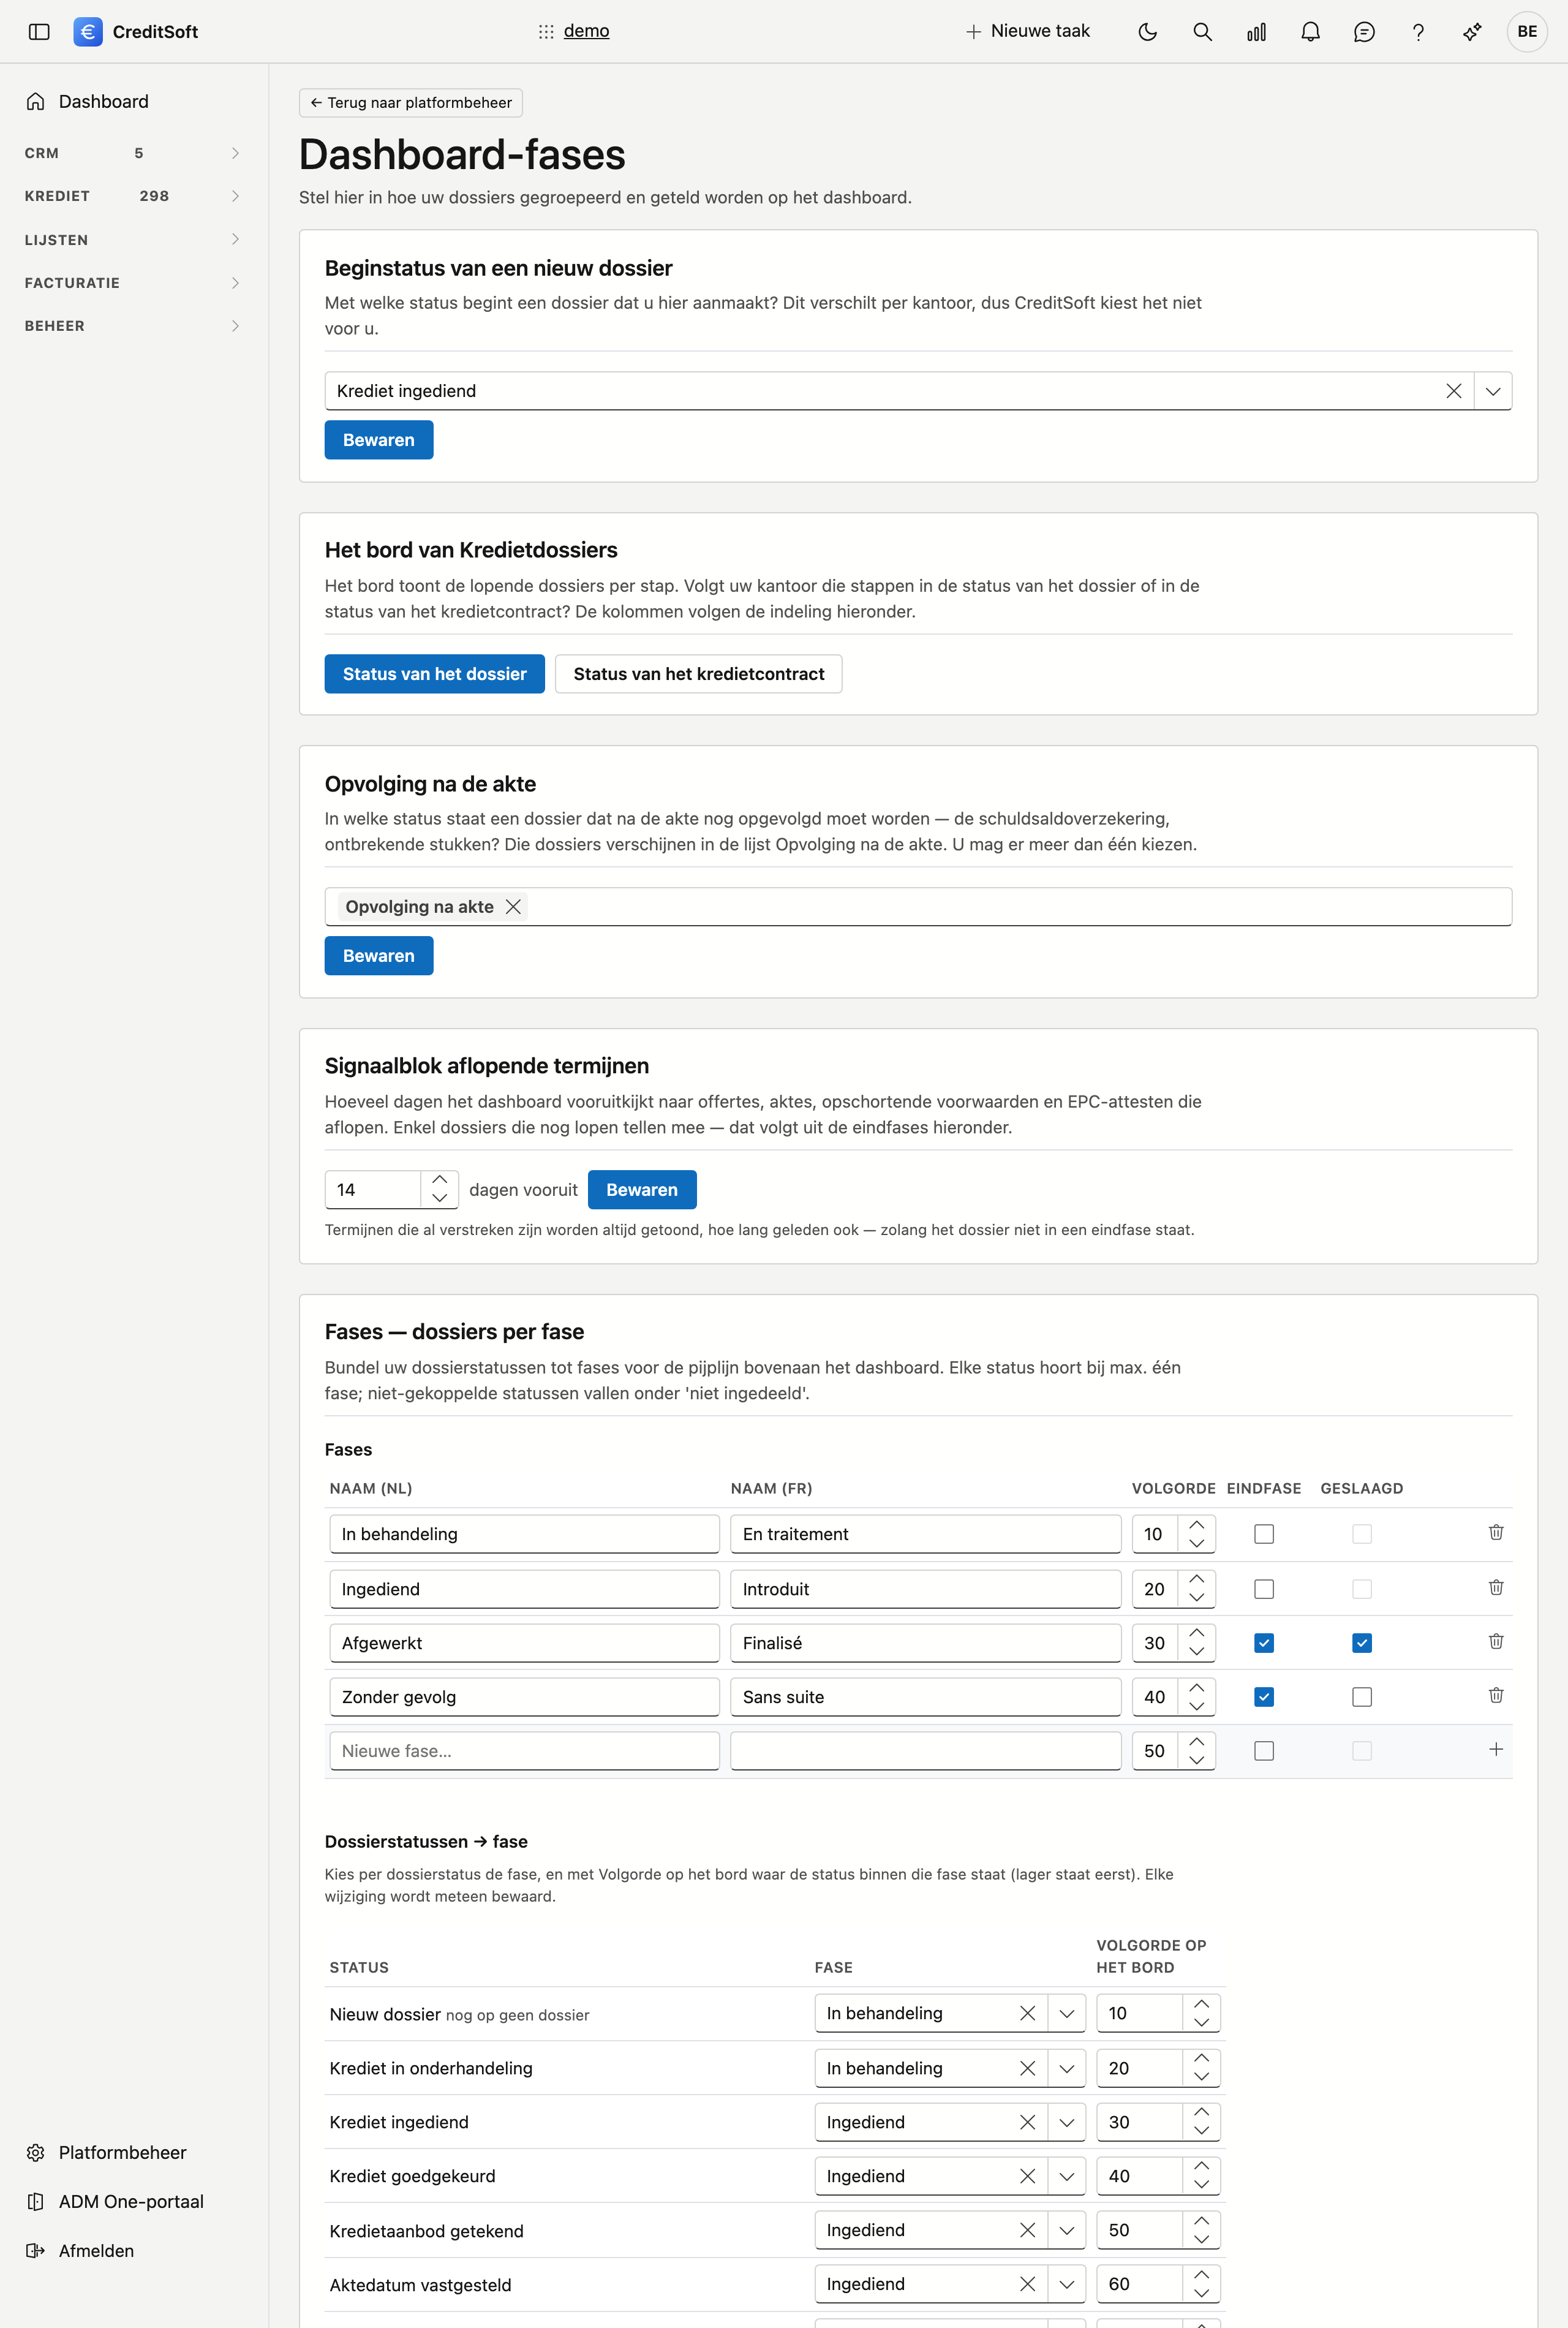 CreditSoft
demo
Nieuwe taak
BE
Dashboard
CRM 5
KREDIET 298
LIJSTEN
FACTURATIE
BEHEER
← Terug naar platformbeheer
Dashboard-fases
Stel hier in hoe uw dossiers gegroepeerd en geteld worden op het dashboard.
Beginstatus van een nieuw dossier
Met welke status begint een dossier dat u hier aanmaakt? Dit verschilt per kantoor, dus CreditSoft kiest het niet
voor u.
Krediet ingediend
Bewaren
Het bord van Kredietdossiers
Het bord toont de lopende dossiers per stap. Volgt uw kantoor die stappen in de status van het dossier of in de
status van het kredietcontract? De kolommen volgen de indeling hieronder.
Status van het dossier Status van het kredietcontract
Opvolging na de akte
In welke status staat een dossier dat na de akte nog opgevolgd moet worden — de schuldsaldoverzekering,
ontbrekende stukken? Die dossiers verschijnen in de lijst Opvolging na de akte. U mag er meer dan één kiezen.
Opvolging na akte
Bewaren
Signaalblok aflopende termijnen
Hoeveel dagen het dashboard vooruitkijkt naar offertes, aktes, opschortende voorwaarden en EPC-attesten die
aflopen. Enkel dossiers die nog lopen tellen mee — dat volgt uit de eindfases hieronder.
14 dagen vooruit Bewaren
Termijnen die al verstreken zijn worden altijd getoond, hoe lang geleden ook — zolang het dossier niet in een eindfase staat.
Fases — dossiers per fase
Bundel uw dossierstatussen tot fases voor de pijplijn bovenaan het dashboard. Elke status hoort bij max. één
fase; niet-gekoppelde statussen vallen onder 'niet ingedeeld'.
Fases
NAAM (NL) NAAM (FR) VOLGORDE EINDFASE GESLAAGD
In behandeling En traitement 10
Ingediend Introduit 20
Afgewerkt Finalisé 30
Zonder gevolg Sans suite 40
Nieuwe fase... 50
Dossierstatussen → fase
Kies per dossierstatus de fase, en met Volgorde op het bord waar de status binnen die fase staat (lager staat eerst). Elke
wijziging wordt meteen bewaard.
STATUS FASE VOLGORDE OP
HET BORD
Nieuw dossier nog op geen dossier In behandeling 10
Krediet in onderhandeling In behandeling 20
Krediet ingediend Ingediend 30
Krediet goedgekeurd Ingediend 40
Kredietaanbod getekend Ingediend 50
Aktedatum vastgesteld Ingediend 60
Platformbeheer
ADM One-portaal
Afmelden